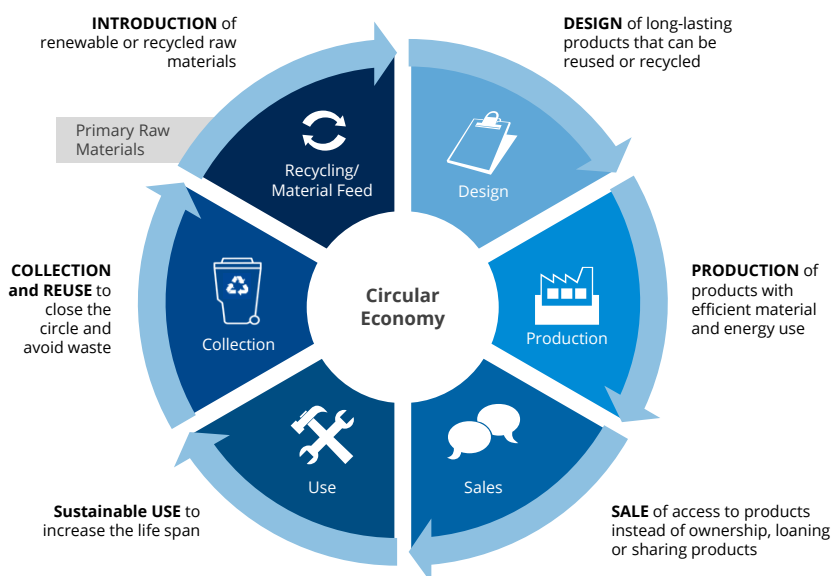 INTRODUCTION of
renewable or recycled raw
materials
DESIGN of long-lasting
products that can be
reused or recycled
Primary Raw
Materials
Recycling/
Material Feed
Design
COLLECTION
and REUSE to
close the
circle and
avoid waste
Collection
Circular
Economy
Production
PRODUCTION of
products with
efficient material
and energy use
Use
Sales
Sustainable USE to
increase the life span
SALE of access to products
instead of ownership, loaning
or sharing products